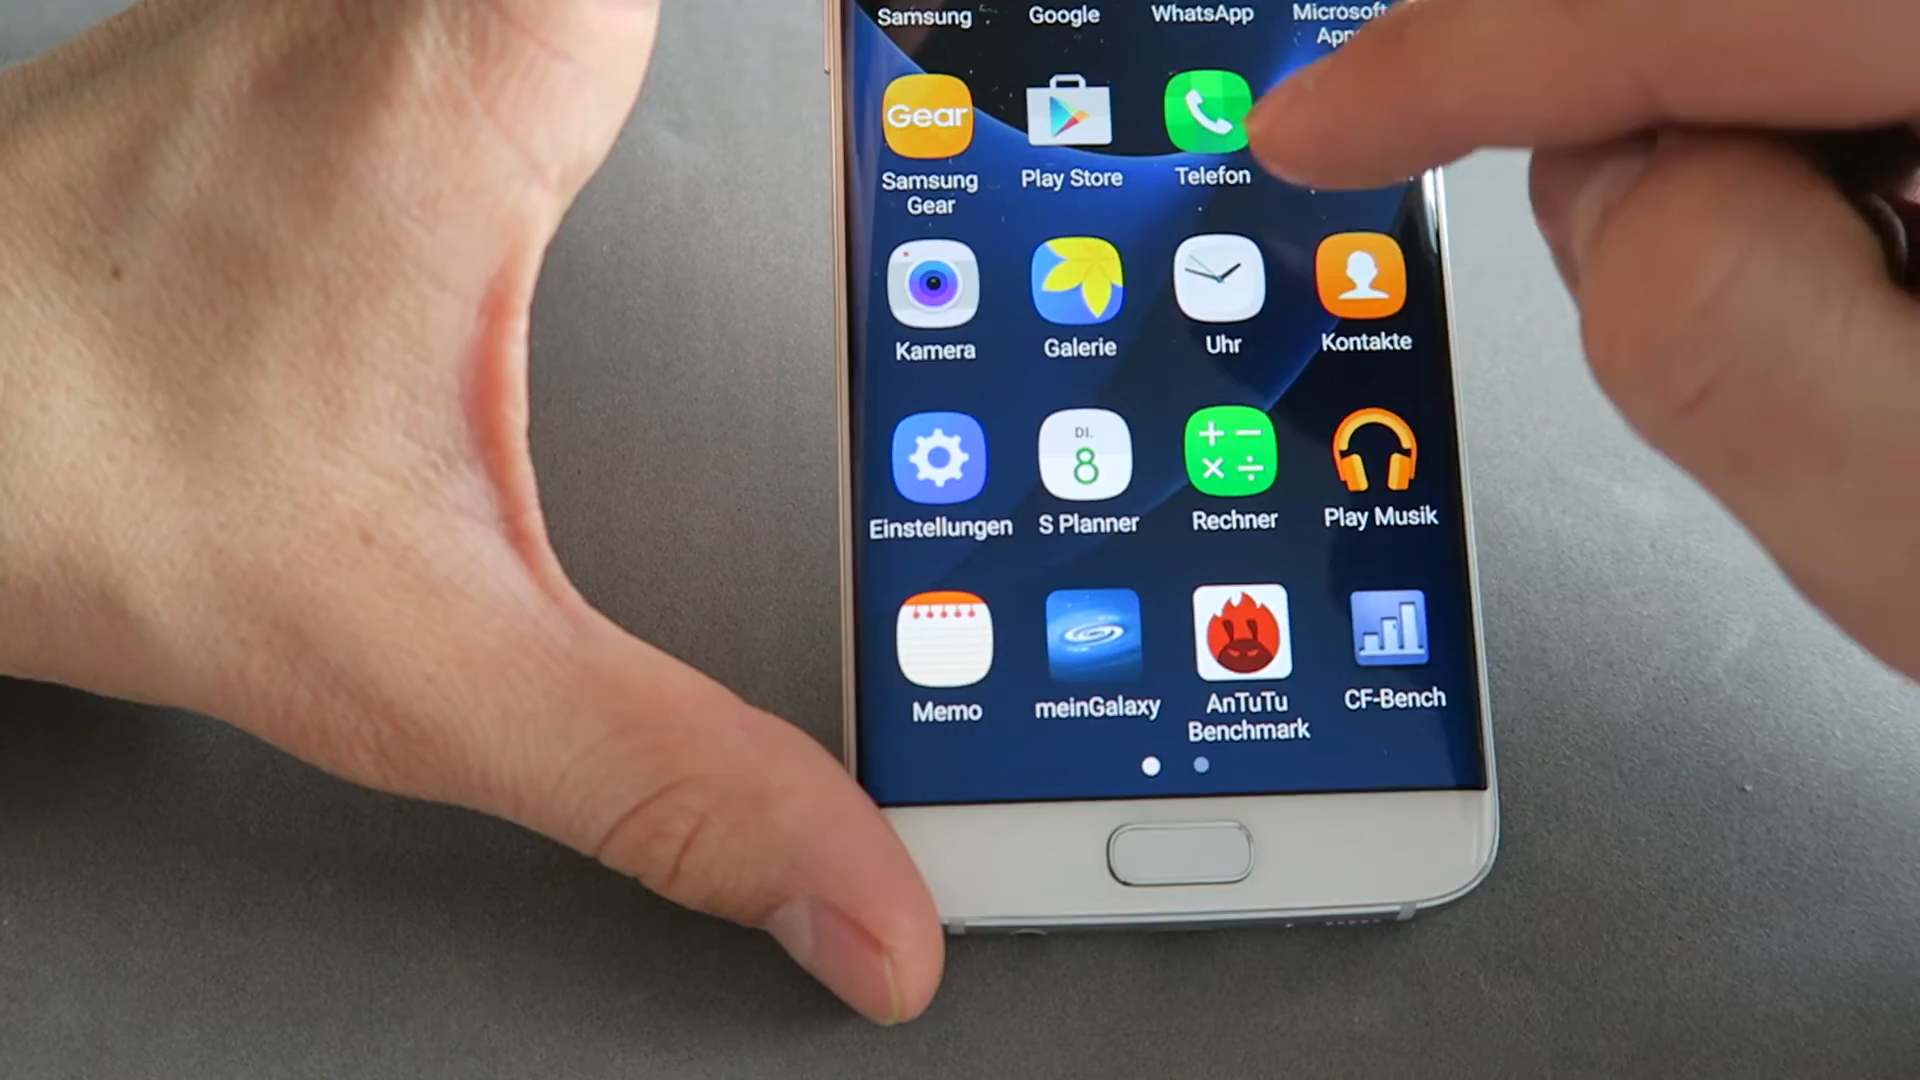 Samsung
Google
WhatsApp
Microsoft
Gear
Samsung
Gear
Play Store
Telefon
Kamera
Galerie
Uhr
Kontakte
DI.
8
Einstellungen
S Planner
Rechner
Play Musik
Memo
meinGalaxy
AnTuTu
Benchmark
CF-Bench